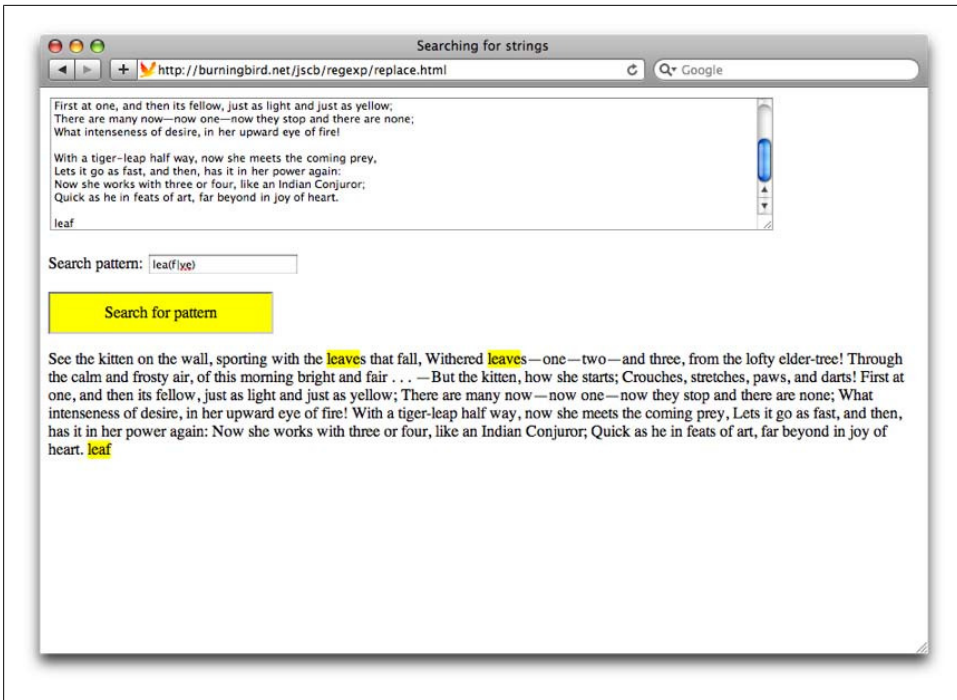 Searching for strings
http://burningbird.net/jscb/regexp/replace.html
Google
First at one, and then its fellow, just as light and just as yellow;
There are many now—now one—now they stop and there are none;
What intenseness of desire, in her upward eye of fire!
With a tiger-leap half way, now she meets the coming prey,
Lets it go as fast, and then, has it in her power again:
Now she works with three or four, like an Indian Conjuror;
Quick as he in feats of art, far beyond in joy of heart.
leaf
Search pattern: lea(f|ve)
Search for pattern
See the kitten on the wall, sporting with the leaves that fall, Withered leaves—one—two—and three, from the lofty elder-tree! Through
the calm and frosty air, of this morning bright and fair . . . —But the kitten, how she starts; Crouches, stretches, paws, and darts! First at
one, and then its fellow, just as light and just as yellow; There are many now—now one—now they stop and there are none; What
intenseness of desire, in her upward eye of fire! With a tiger-leap half way, now she meets the coming prey, Lets it go as fast, and then,
has it in her power again: Now she works with three or four, like an Indian Conjuror; Quick as he in feats of art, far beyond in joy of
heart. leaf